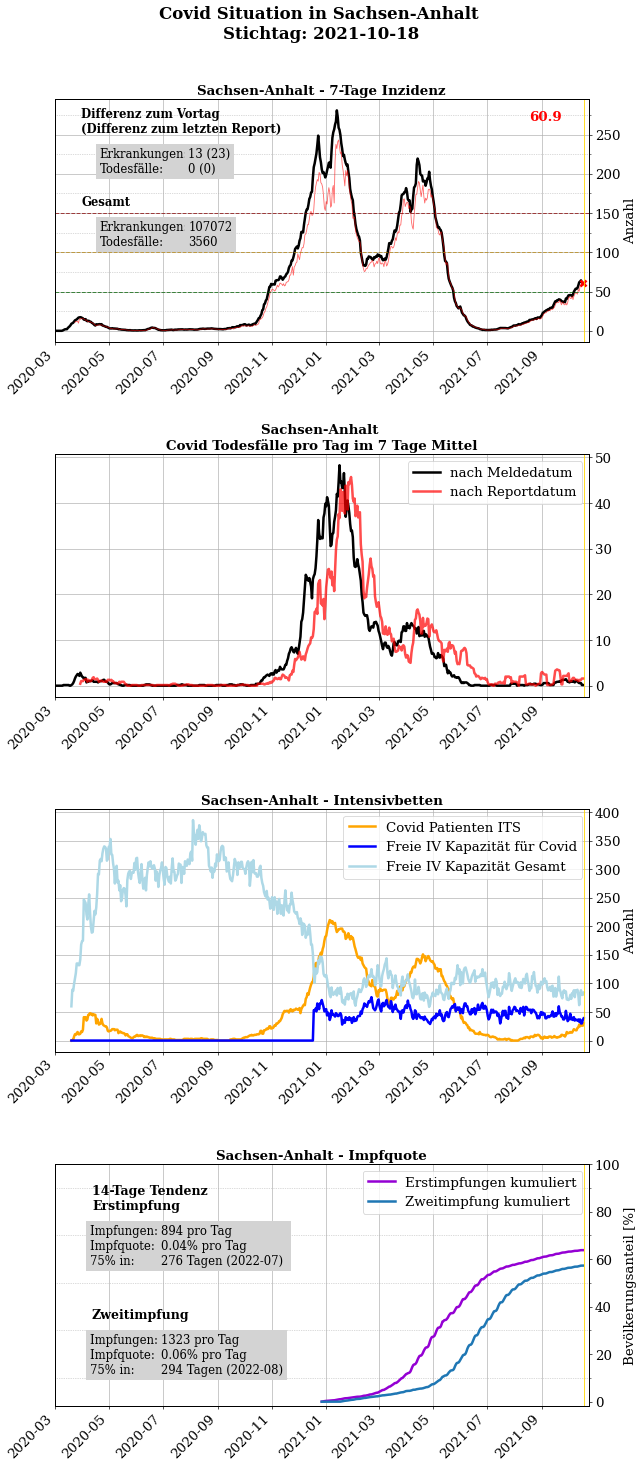 Covid Situation in Sachsen-Anhalt
Stichtag: 2021-10-18
Sachsen-Anhalt - 7-Tage Inzidenz
Differenz zum Vortag
(Differenz zum letzten Report)
Erkrankungen 13 (23)
Todesfälle: 0 (0)
Gesamt
Erkrankungen 107072
Todesfälle: 3560
60.9
250
200
150
100
50
0
Anzahl
2020-03
2020-05
2020-07
2020-09
2020-11
2021-01
2021-03
2021-05
2021-07
2021-09
Sachsen-Anhalt
Covid Todesfälle pro Tag im 7 Tage Mittel
nach Meldedatum
nach Reportdatum
50
40
30
20
10
0
2020-03
2020-05
2020-07
2020-09
2020-11
2021-01
2021-03
2021-05
2021-07
2021-09
Sachsen-Anhalt - Intensivbetten
Covid Patienten ITS
Freie IV Kapazität für Covid
Freie IV Kapazität Gesamt
400
350
300
250
200
150
100
50
0
Anzahl
2020-03
2020-05
2020-07
2020-09
2020-11
2021-01
2021-03
2021-05
2021-07
2021-09
Sachsen-Anhalt - Impfquote
14-Tage Tendenz
Erstimpfung
Impfungen: 894 pro Tag
Impfquote: 0.04% pro Tag
75% in: 276 Tagen (2022-07)
Zweitimpfung
Impfungen: 1323 pro Tag
Impfquote: 0.06% pro Tag
75% in: 294 Tagen (2022-08)
Erstimpfungen kumuliert
Zweitimpfung kumuliert
100
80
60
40
20
0
Bevölkerungsanteil [%]
2020-03
2020-05
2020-07
2020-09
2020-11
2021-01
2021-03
2021-05
2021-07
2021-09